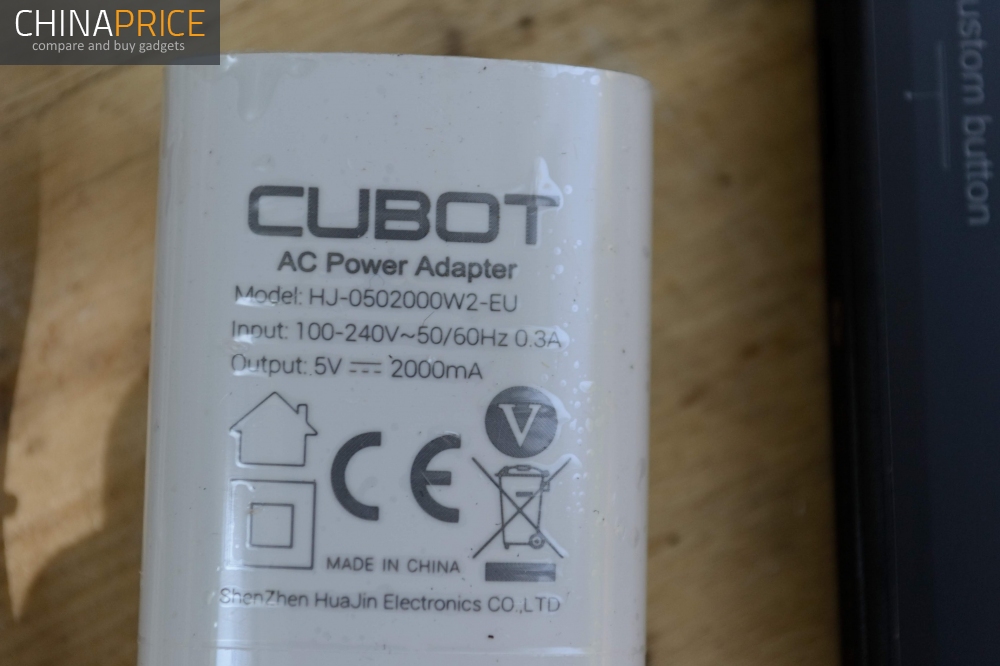 CHINAPRICE
compare and buy gadgets
CUBOT
AC Power Adapter
Model: HJ-0502000W2-EU
Input: 100-240V~50/60Hz 0.3A
Output: 5V ⎓ 2000mA
V
CE
MADE IN CHINA
ShenZhen HuaJin Electronics CO.,LTD
ustom button